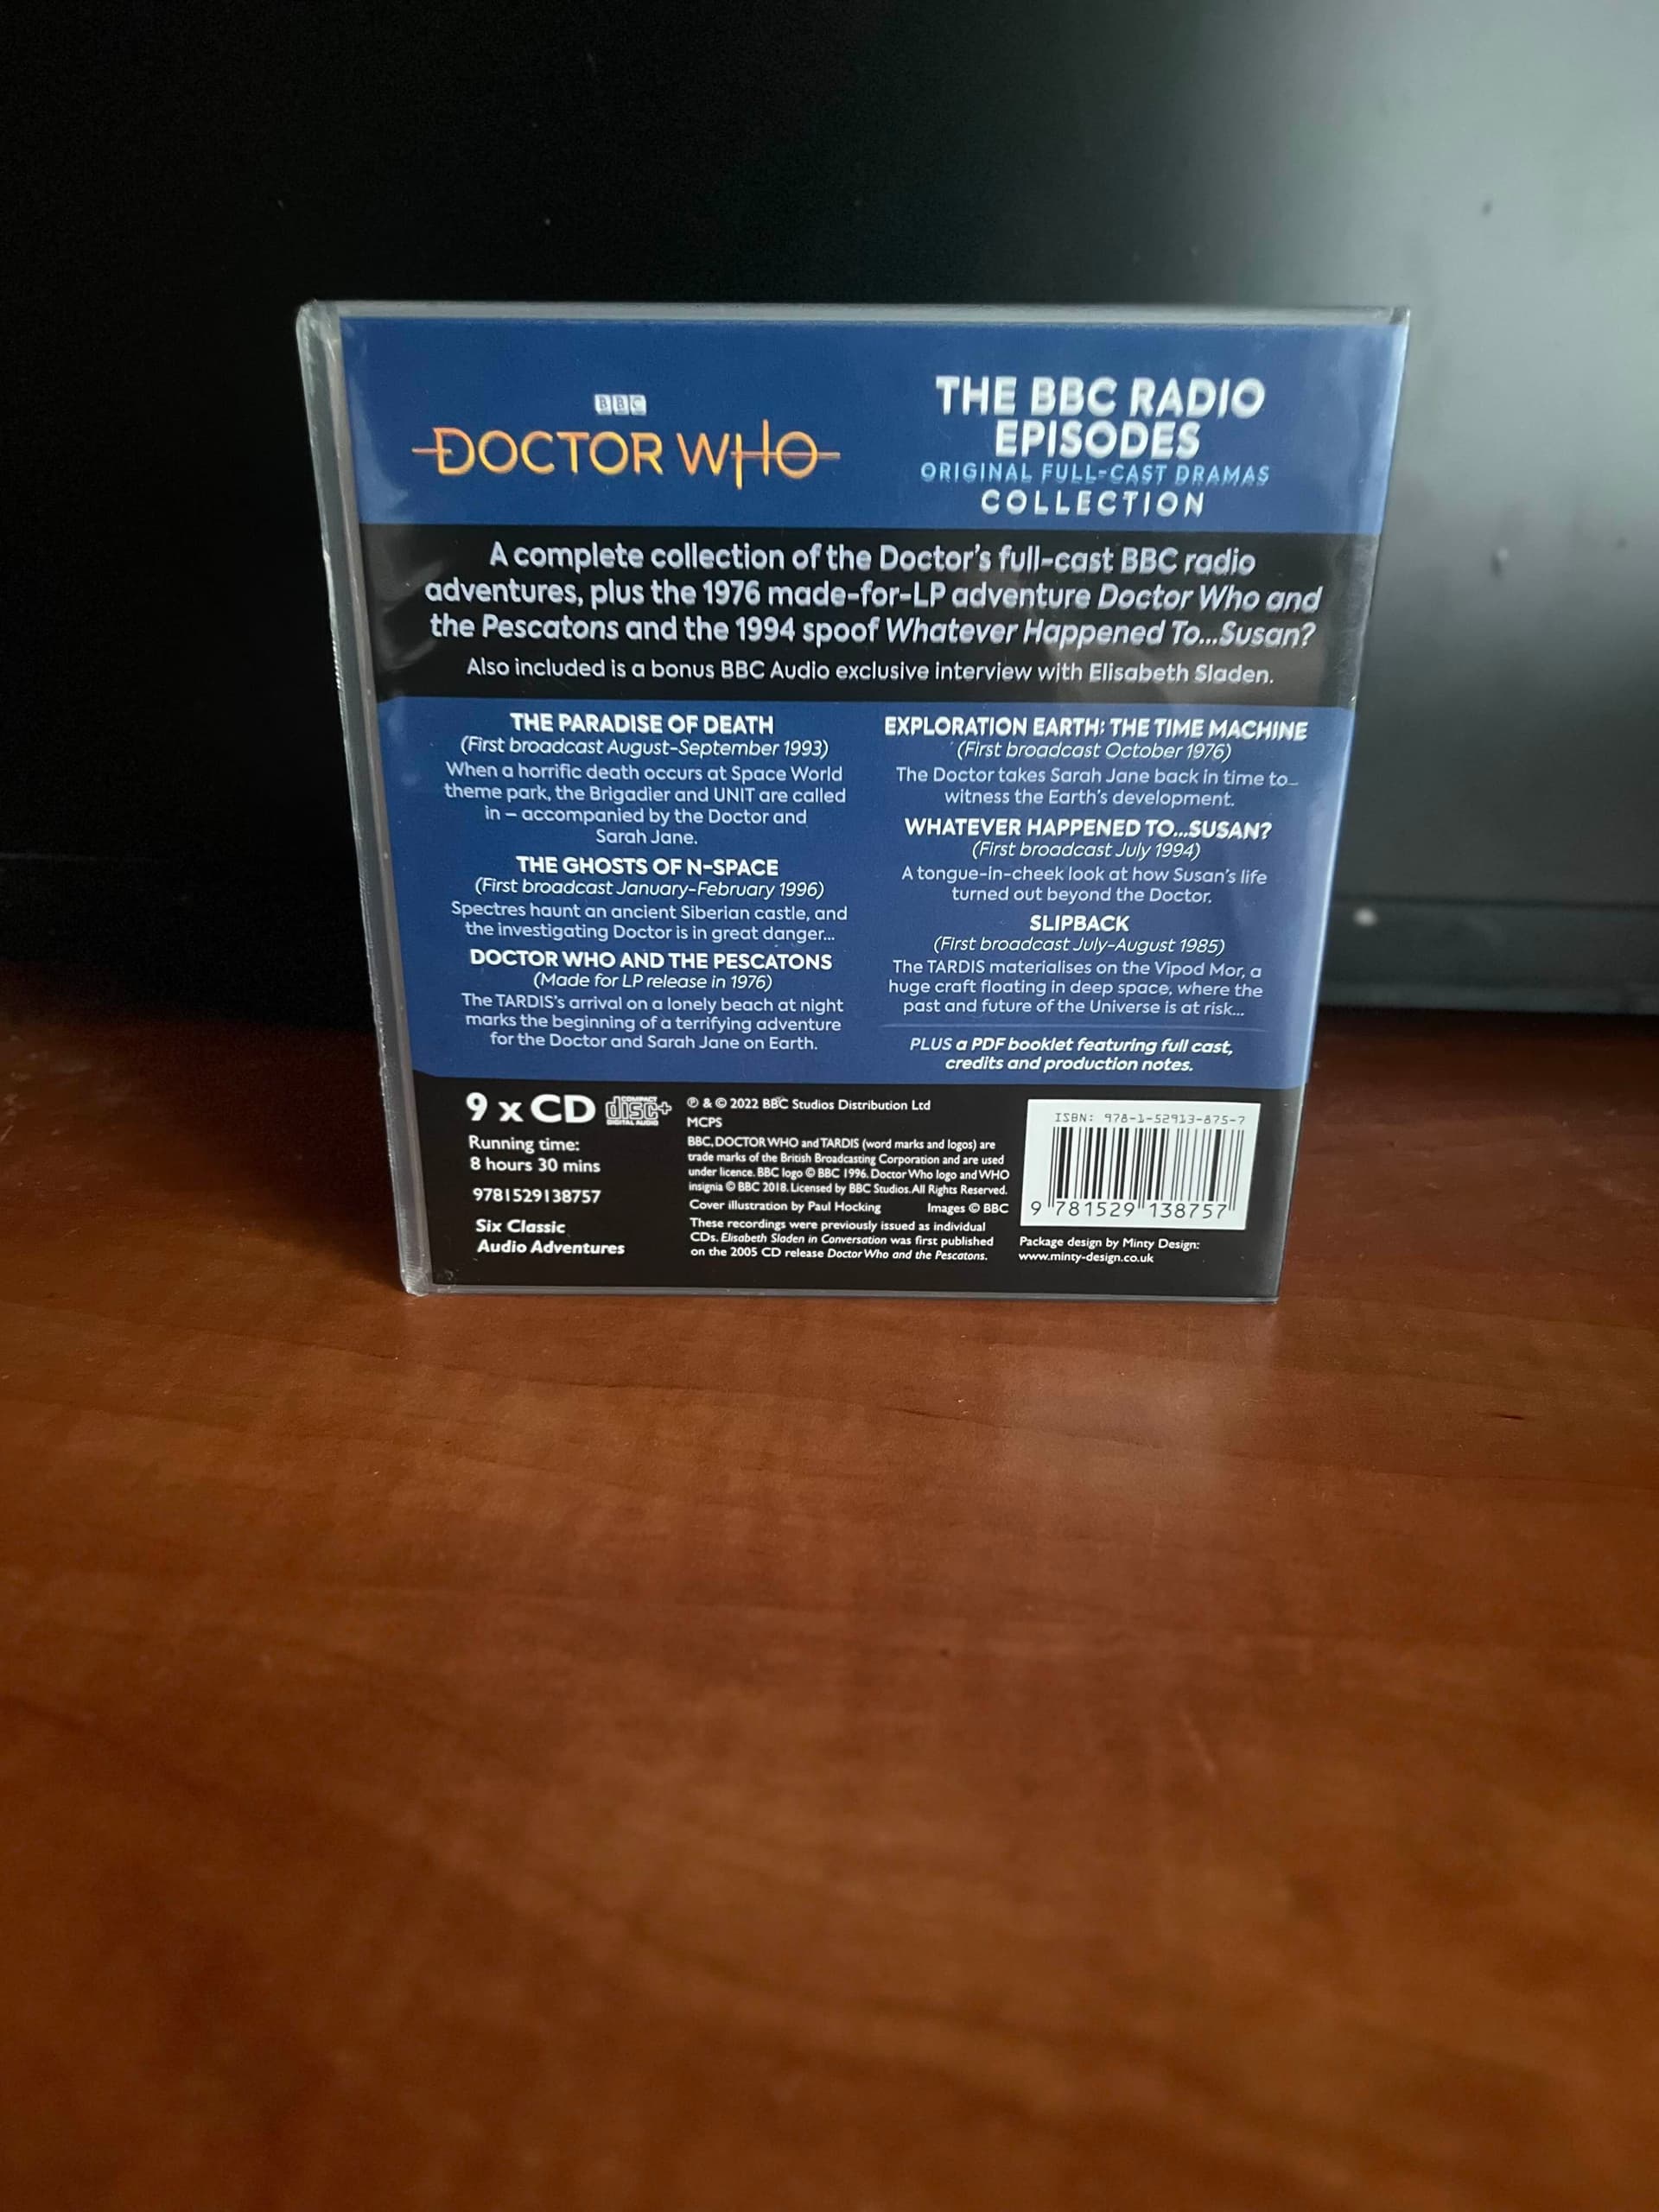 BBC
DOCTOR WHO
THE BBC RADIO
EPISODES
ORIGINAL FULL-CAST DRAMAS
COLLECTION
A complete collection of the Doctor's full-cast BBC radio
adventures, plus the 1976 made-for-LP adventure Doctor Who and
the Pescatons and the 1994 spoof Whatever Happened To...Susan?
Also included is a bonus BBC Audio exclusive interview with Elisabeth Sladen.
THE PARADISE OF DEATH
(First broadcast August-September 1993)
When a horrific death occurs at Space World
theme park, the Brigadier and UNIT are called
in – accompanied by the Doctor and
Sarah Jane.
THE GHOSTS OF N-SPACE
(First broadcast January-February 1996)
Spectres haunt an ancient Siberian castle, and
the investigating Doctor is in great danger...
DOCTOR WHO AND THE PESCATONS
(Made for LP release in 1976)
The TARDIS's arrival on a lonely beach at night
marks the beginning of a terrifying adventure
for the Doctor and Sarah Jane on Earth.
EXPLORATION EARTH: THE TIME MACHINE
(First broadcast October 1976)
The Doctor takes Sarah Jane back in time to
witness the Earth's development.
WHATEVER HAPPENED TO...SUSAN?
(First broadcast July 1994)
A tongue-in-cheek look at how Susan's life
turned out beyond the Doctor.
SLIPBACK
(First broadcast July-August 1985)
The TARDIS materialises on the Vipod Mor, a
huge craft floating in deep space, where the
past and future of the Universe is at risk...
PLUS a PDF booklet featuring full cast,
credits and production notes.
9 x CD
COMPACT
disc+
DIGITAL AUDIO
Running time:
8 hours 30 mins
9781529138757
Six Classic
Audio Adventures
℗ & © 2022 BBC Studios Distribution Ltd
MCPS
BBC, DOCTOR WHO and TARDIS (word marks and logos) are
trade marks of the British Broadcasting Corporation and are used
under licence. BBC logo © BBC 1996. Doctor Who logo and WHO
insignia © BBC 2018. Licensed by BBC Studios. All Rights Reserved.
Cover illustration by Paul Hocking Images © BBC
These recordings were previously issued as individual
CDs. Elisabeth Sladen in Conversation was first published
on the 2005 CD release Doctor Who and the Pescatons.
ISBN: 978-1-52913-875-7
9 781529 138757
Package design by Minty Design:
www.minty-design.co.uk